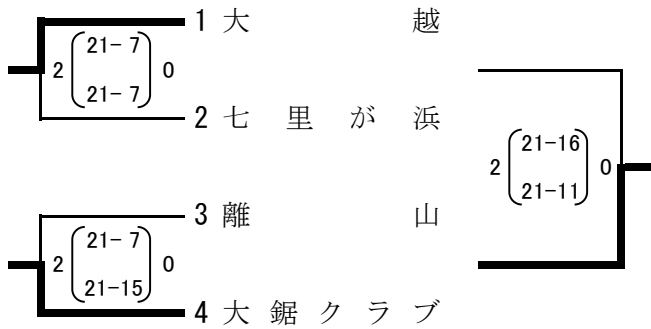 1 大越
2 (21- 7 21- 7) 0
2 七里が浜
2 (21-16 21-11) 0
3 離山
2 (21- 7 21-15) 0
4 大鋸クラブ